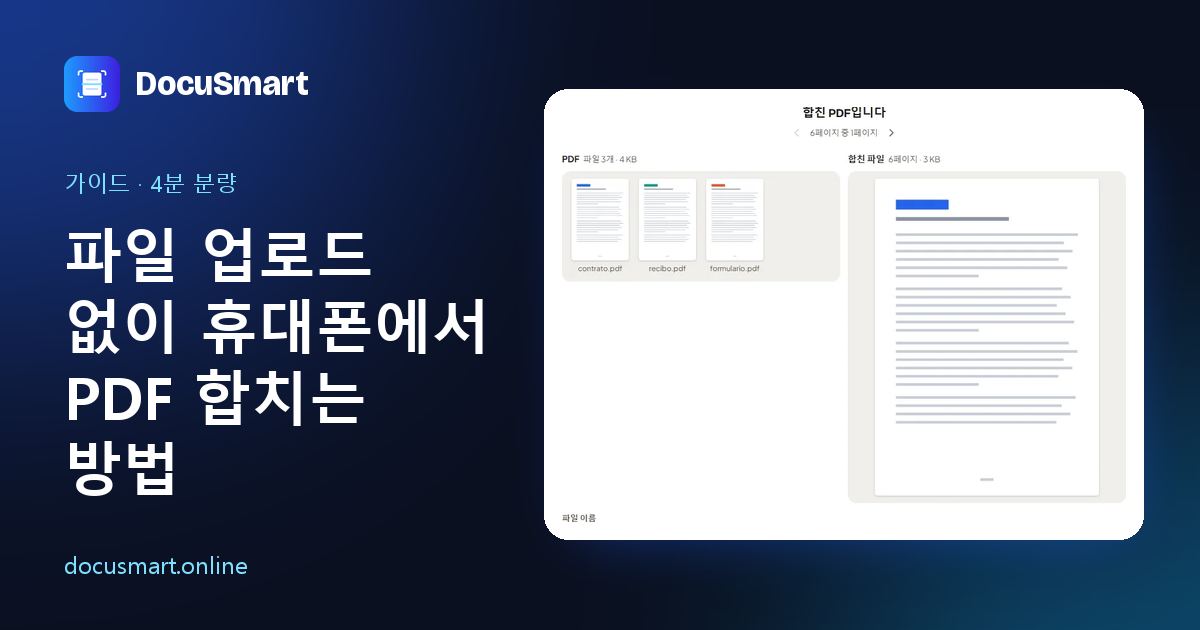 DocuSmart
가이드 · 4분 분량
파일 업로드
없이 휴대폰에서
PDF 합치는
방법
docusmart.online
합친 PDF입니다
6페이지 중 1페이지
PDF 파일 3개 · 4 KB
contrato.pdf
recibo.pdf
formulario.pdf
합친 파일 6페이지 · 3 KB
파일 이름